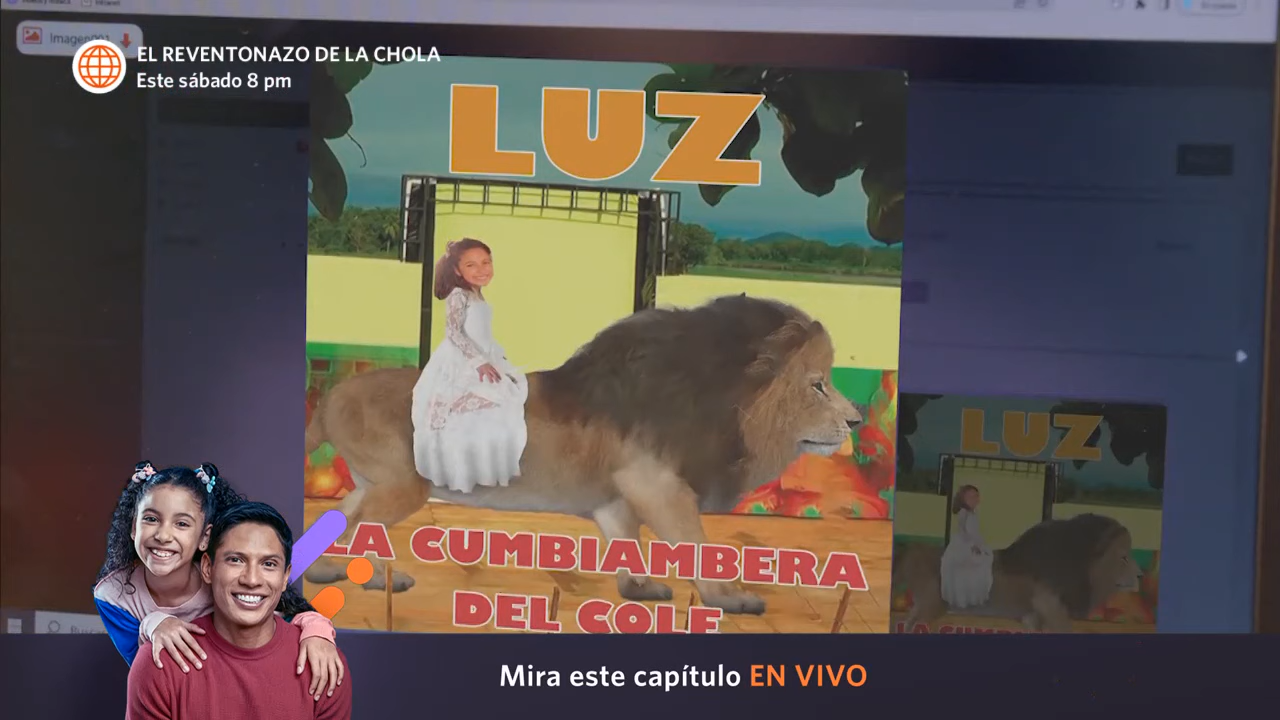 Imagen001
EL REVENTONAZO DE LA CHOLA
Este sábado 8 pm
LUZ
LA CUMBIAMBERA
DEL COLE
LUZ
Mira este capítulo EN VIVO